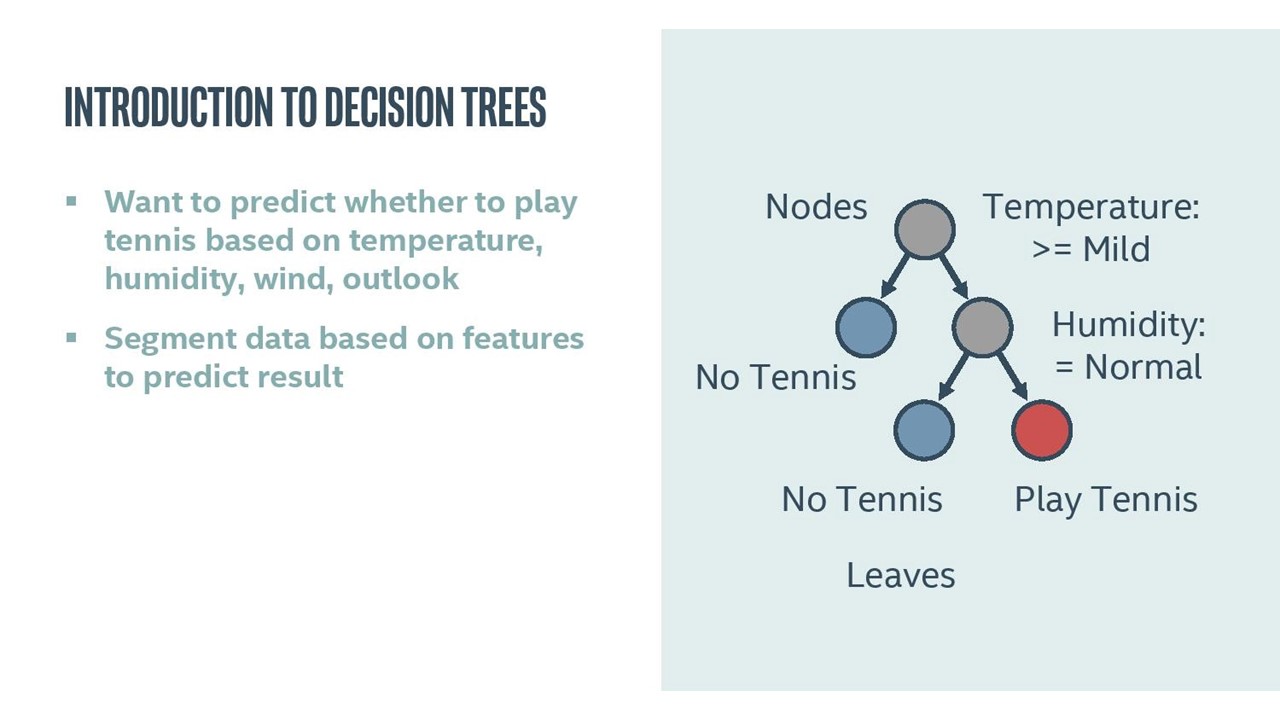 INTRODUCTION TO DECISION TREES
▪ Want to predict whether to play
tennis based on temperature,
humidity, wind, outlook
▪ Segment data based on features
to predict result
Nodes
Temperature:
>= Mild
Humidity:
= Normal
No Tennis
No Tennis
Play Tennis
Leaves